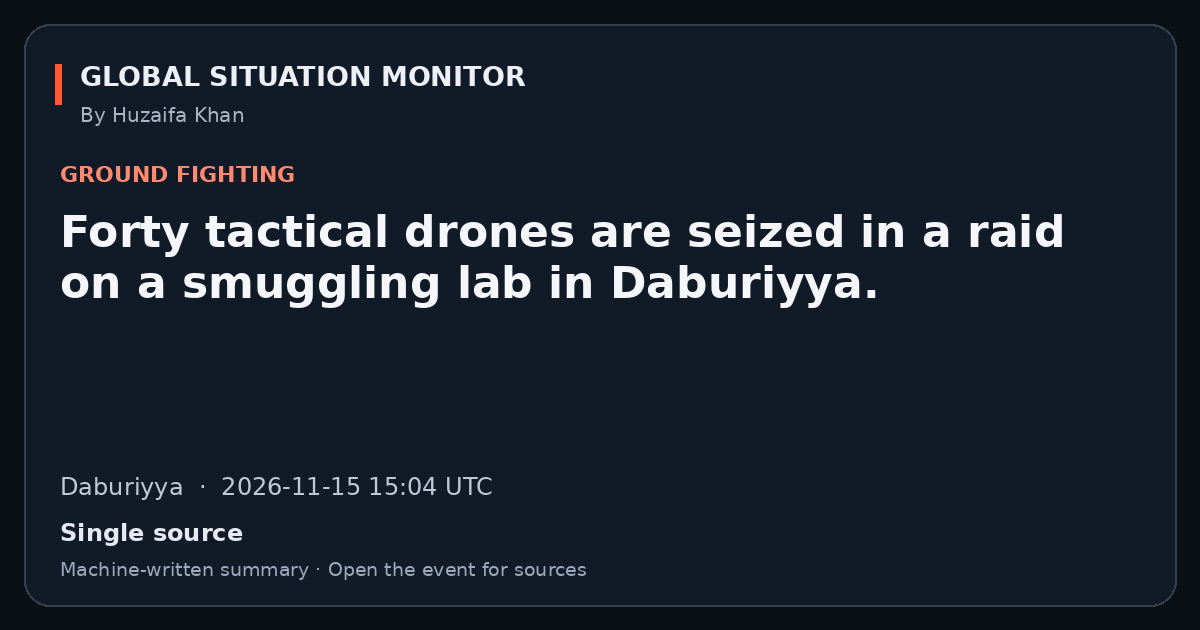 GLOBAL SITUATION MONITOR
By Huzaifa Khan
GROUND FIGHTING
Forty tactical drones are seized in a raid
on a smuggling lab in Daburiyya.
Daburiyya · 2026-11-15 15:04 UTC
Single source
Machine-written summary · Open the event for sources